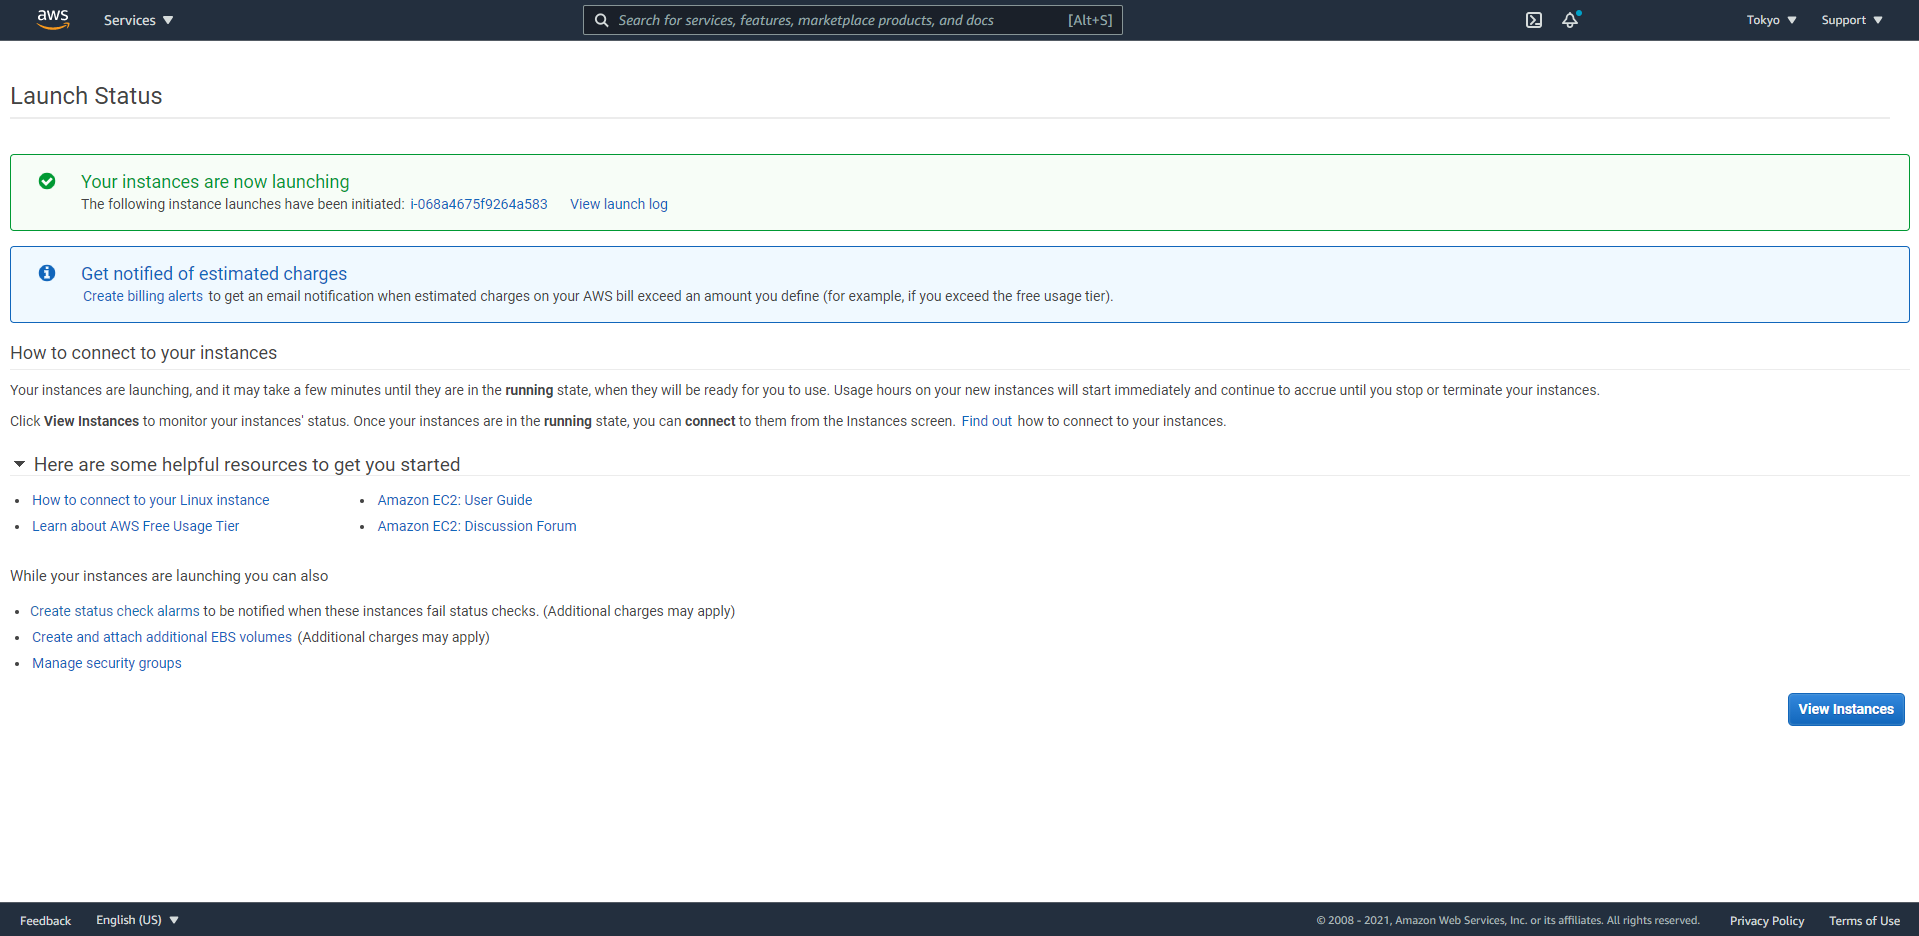 aws Services Search for services, features, marketplace products, and docs [Alt+S] Tokyo Support
Launch Status
Your instances are now launching
The following instance launches have been initiated: i-068a4675f9264a583 View launch log
Get notified of estimated charges
Create billing alerts to get an email notification when estimated charges on your AWS bill exceed an amount you define (for example, if you exceed the free usage tier).
How to connect to your instances
Your instances are launching, and it may take a few minutes until they are in the running state, when they will be ready for you to use. Usage hours on your new instances will start immediately and continue to accrue until you stop or terminate your instances.
Click View Instances to monitor your instances' status. Once your instances are in the running state, you can connect to them from the Instances screen. Find out how to connect to your instances.
Here are some helpful resources to get you started
• How to connect to your Linux instance • Amazon EC2: User Guide
• Learn about AWS Free Usage Tier • Amazon EC2: Discussion Forum
While your instances are launching you can also
• Create status check alarms to be notified when these instances fail status checks. (Additional charges may apply)
• Create and attach additional EBS volumes (Additional charges may apply)
• Manage security groups
View Instances
Feedback English (US) © 2008 - 2021, Amazon Web Services, Inc. or its affiliates. All rights reserved. Privacy Policy Terms of Use